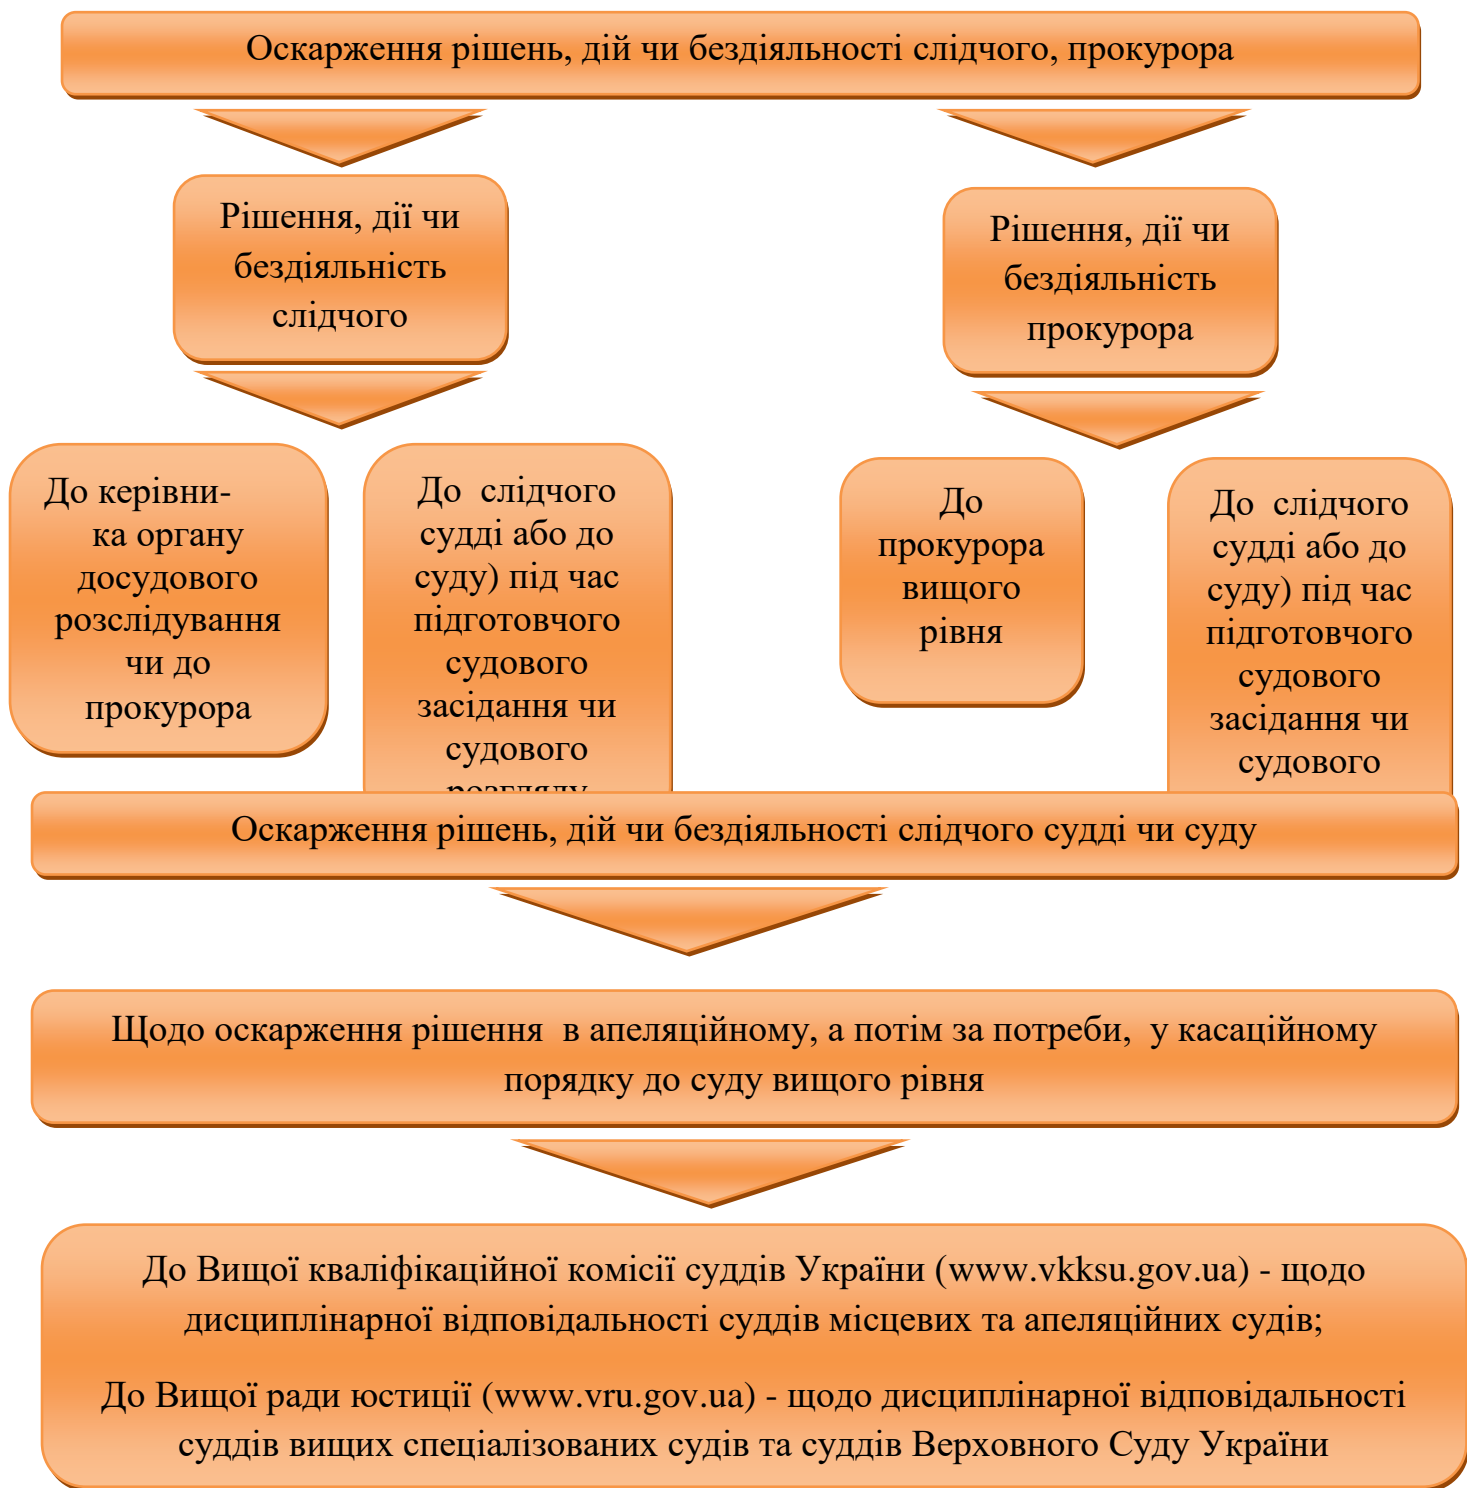 Оскарження рішень, дій чи бездіяльності слідчого, прокурора
Рішення, дії чи
бездіяльність
слідчого
Рішення, дії чи
бездіяльність
прокурора
До керівни-
ка органу
досудового
розслідування
чи до
прокурора
До слідчого
судді або до
суду) під час
підготовчого
судового
засідання чи
судового
розгляду
До
прокурора
вищого
рівня
До слідчого
судді або до
суду) під час
підготовчого
судового
засідання чи
судового
Оскарження рішень, дій чи бездіяльності слідчого судді чи суду
Щодо оскарження рішення в апеляційному, а потім за потреби, у касаційному
порядку до суду вищого рівня
До Вищої кваліфікаційної комісії суддів України (www.vkksu.gov.ua) - щодо
дисциплінарної відповідальності суддів місцевих та апеляційних судів;
До Вищої ради юстиції (www.vru.gov.ua) - щодо дисциплінарної відповідальності
суддів вищих спеціалізованих судів та суддів Верховного Суду України